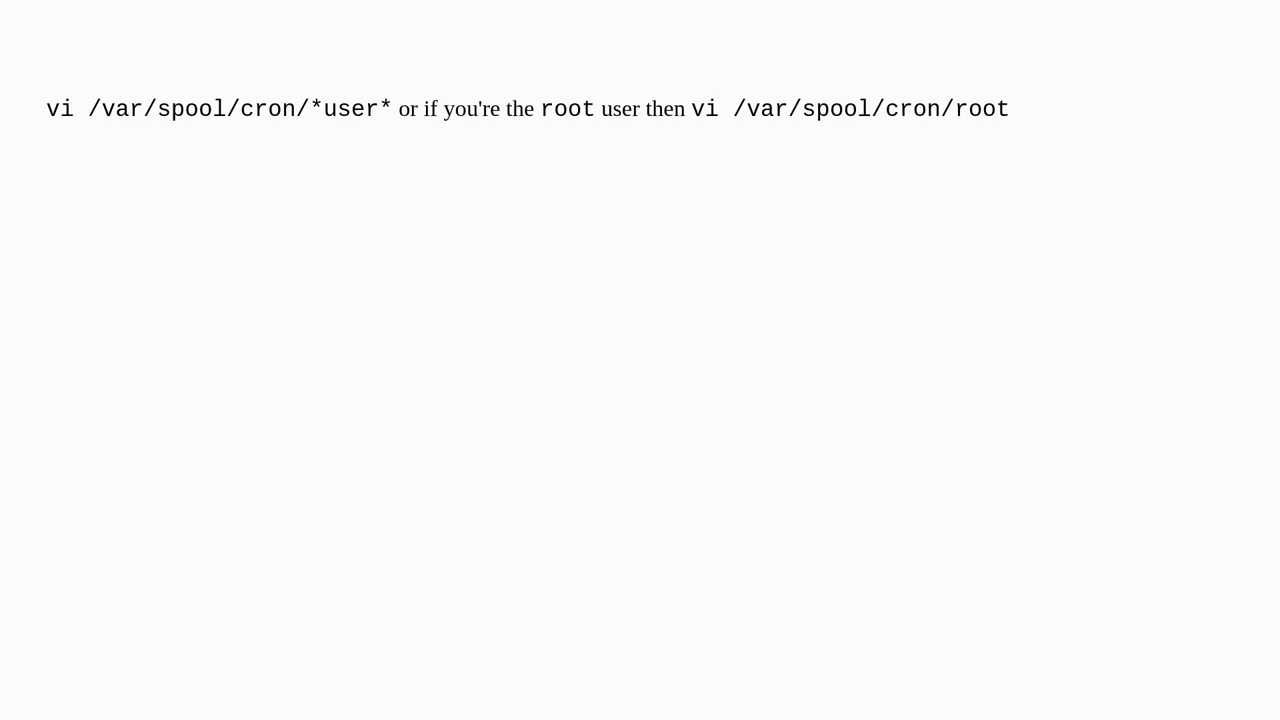 vi /var/spool/cron/*user* or if you're the root user then vi /var/spool/cron/root